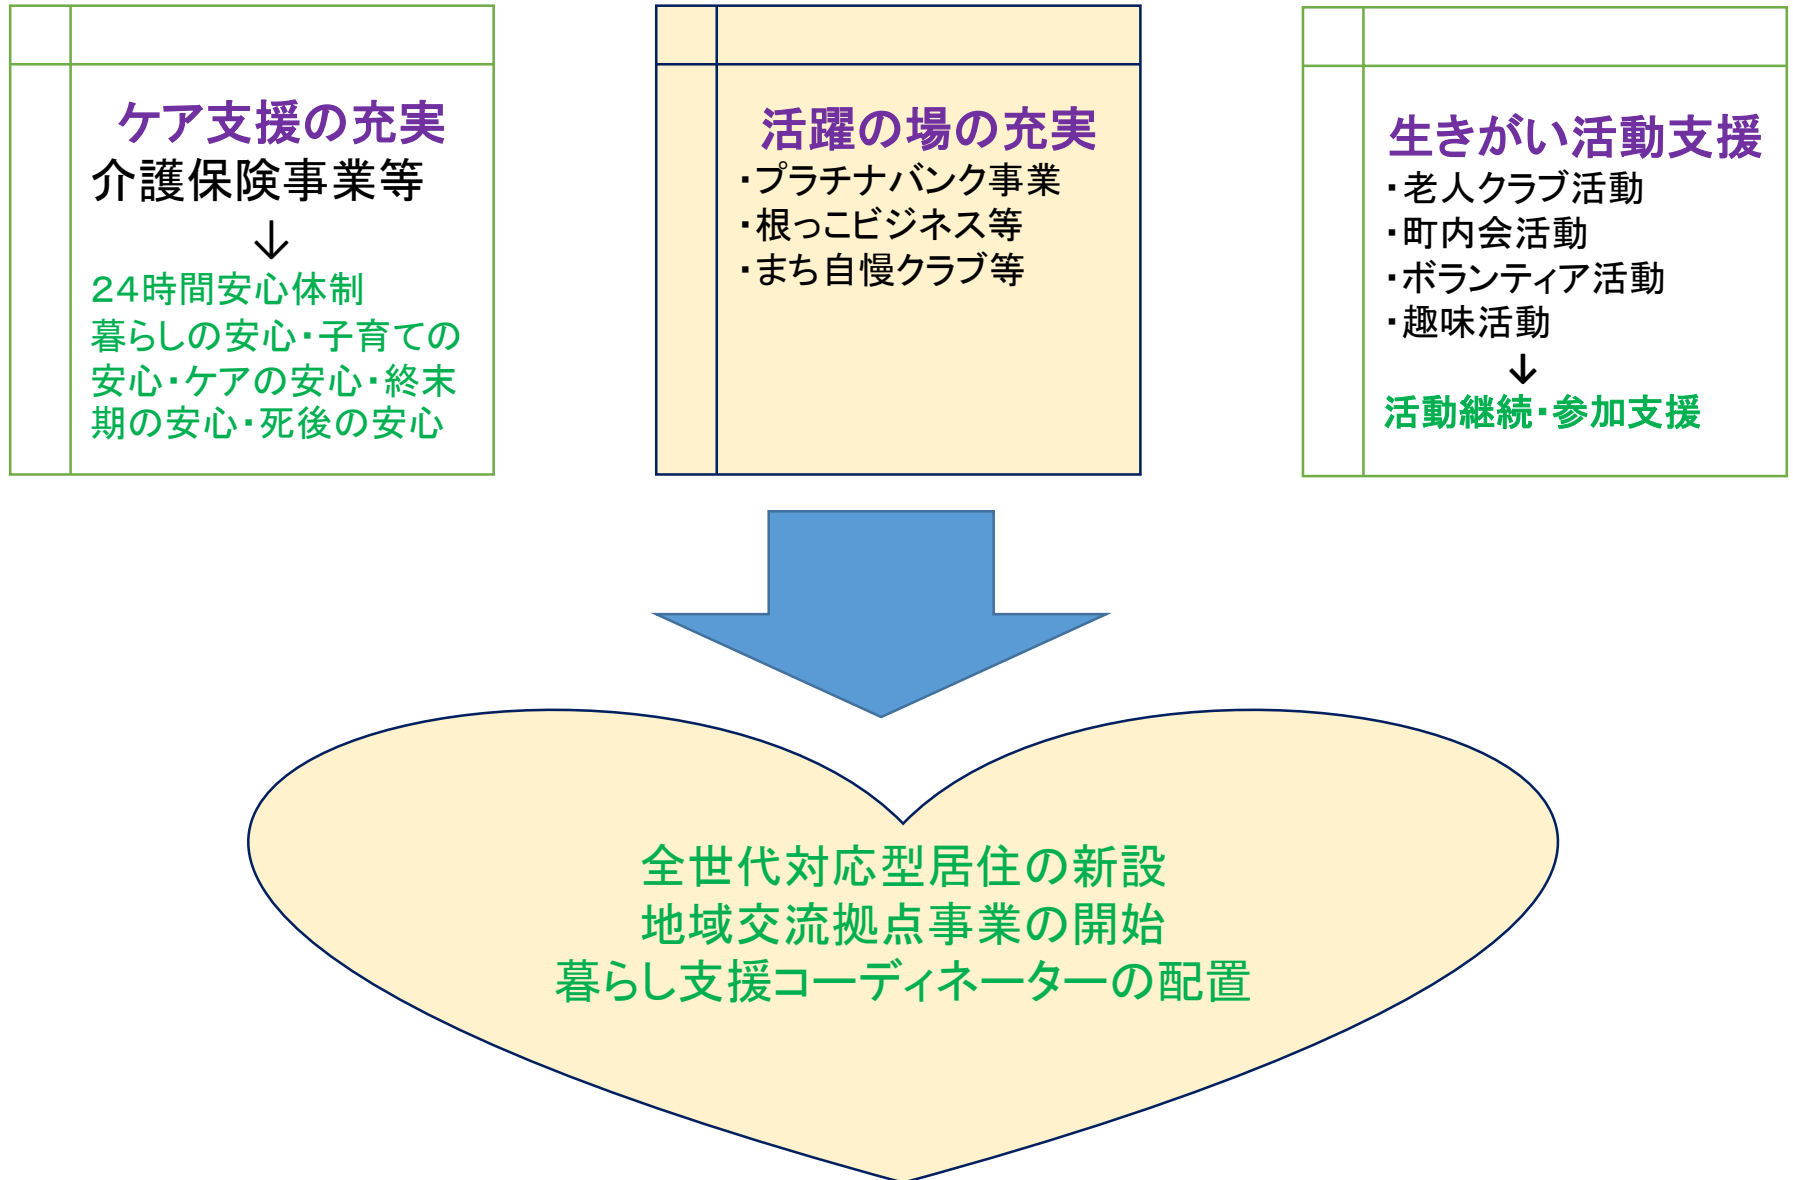 ケア支援の充実
介護保険事業等
↓
２４時間安心体制
暮らしの安心・子育ての
安心・ケアの安心・終末
期の安心・死後の安心
活躍の場の充実
・プラチナバンク事業
・根っこビジネス等
・まち自慢クラブ等
生きがい活動支援
・老人クラブ活動
・町内会活動
・ボランティア活動
・趣味活動
↓
活動継続・参加支援
全世代対応型居住の新設
地域交流拠点事業の開始
暮らし支援コーディネーターの配置